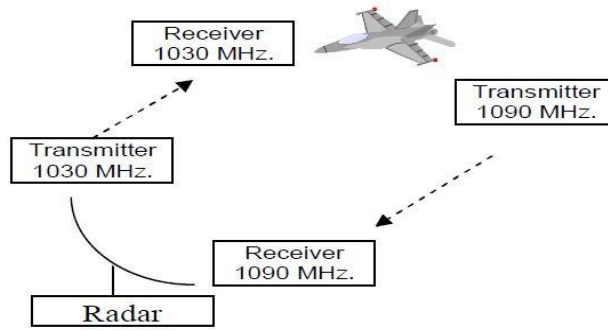 Receiver
1030 MHz.
Transmitter
1090 MHz.
Transmitter
1030 MHz.
Receiver
1090 MHz.
Radar